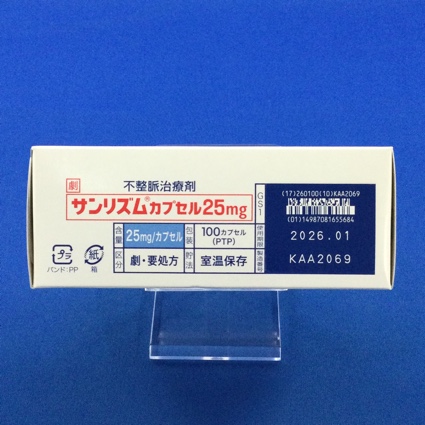 劇
不整脈治療剤
サンリズム®カプセル25mg
含量 25mg/カプセル 包装 100カプセル (PTP)
区分 劇・要処方 貯法 室温保存
プラ 紙
バンド:PP 箱
GS1
(17)260100(10)KAA2069
(01)14987081655684
使用期限 2026.01
製造番号 KAA2069